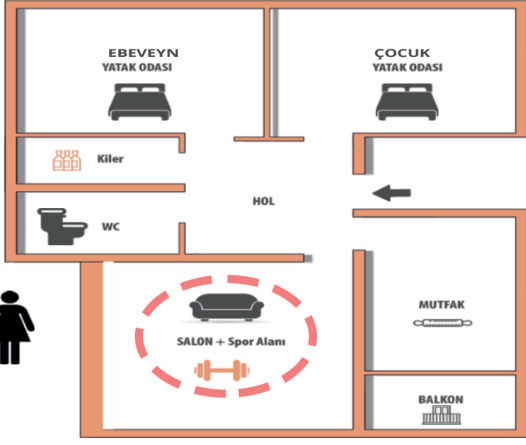 EBEVEYN
YATAK ODASI
ÇOCUK
YATAK ODASI
Kiler
WC
HOL
MUTFAK
SALON + Spor Alanı
BALKON